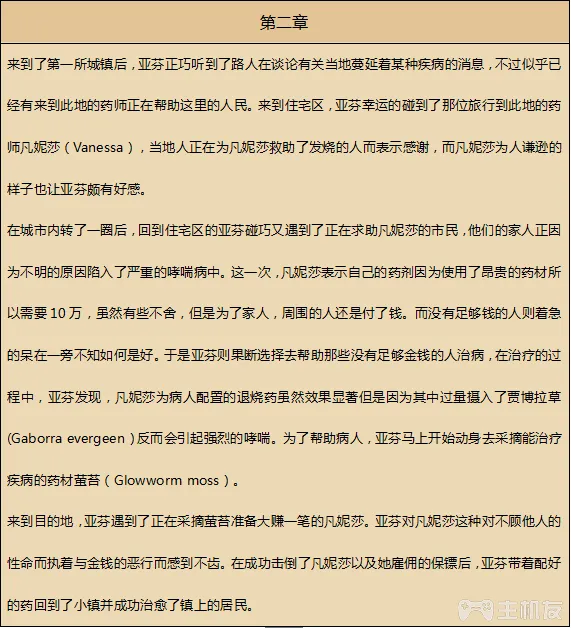 第二章
来到了第一所城镇后，亚芬正巧听到了路人在谈论有关当地蔓延着某种疾病的消息，不过似乎已
经有来到此地的药师正在帮助这里的人民。来到住宅区，亚芬幸运的碰到了那位旅行到此地的药
师凡妮莎（Vanessa），当地人正在为凡妮莎救助了发烧的人而表示感谢，而凡妮莎为人谦逊的
样子也让亚芬颇有好感。
在城市内转了一圈后，回到住宅区的亚芬碰巧又遇到了正在求助凡妮莎的市民，他们的家人正因
为不明的原因陷入了严重的哮喘病中。这一次，凡妮莎表示自己的药剂因为使用了昂贵的药材所
以需要10万，虽然有些不舍，但是为了家人，周围的人还是付了钱。而没有足够钱的人则着急
的呆在一旁不知如何是好。于是亚芬则果断选择去帮助那些没有足够金钱的人治病，在治疗的过
程中，亚芬发现，凡妮莎为病人配置的退烧药虽然效果显著但是因为其中过量摄入了贾博拉草
(Gaborra evergeen）反而会引起强烈的哮喘。为了帮助病人，亚芬马上开始动身去采摘能治疗
疾病的药材萤苔（Glowworm moss）。
来到目的地，亚芬遇到了正在采摘萤苔准备大赚一笔的凡妮莎。亚芬对凡妮莎这种对不顾他人的
性命而执着与金钱的恶行而感到不齿。在成功击倒了凡妮莎以及她雇佣的保镖后，亚芬带着配好
的药回到了小镇并成功治愈了镇上的居民。
主机友